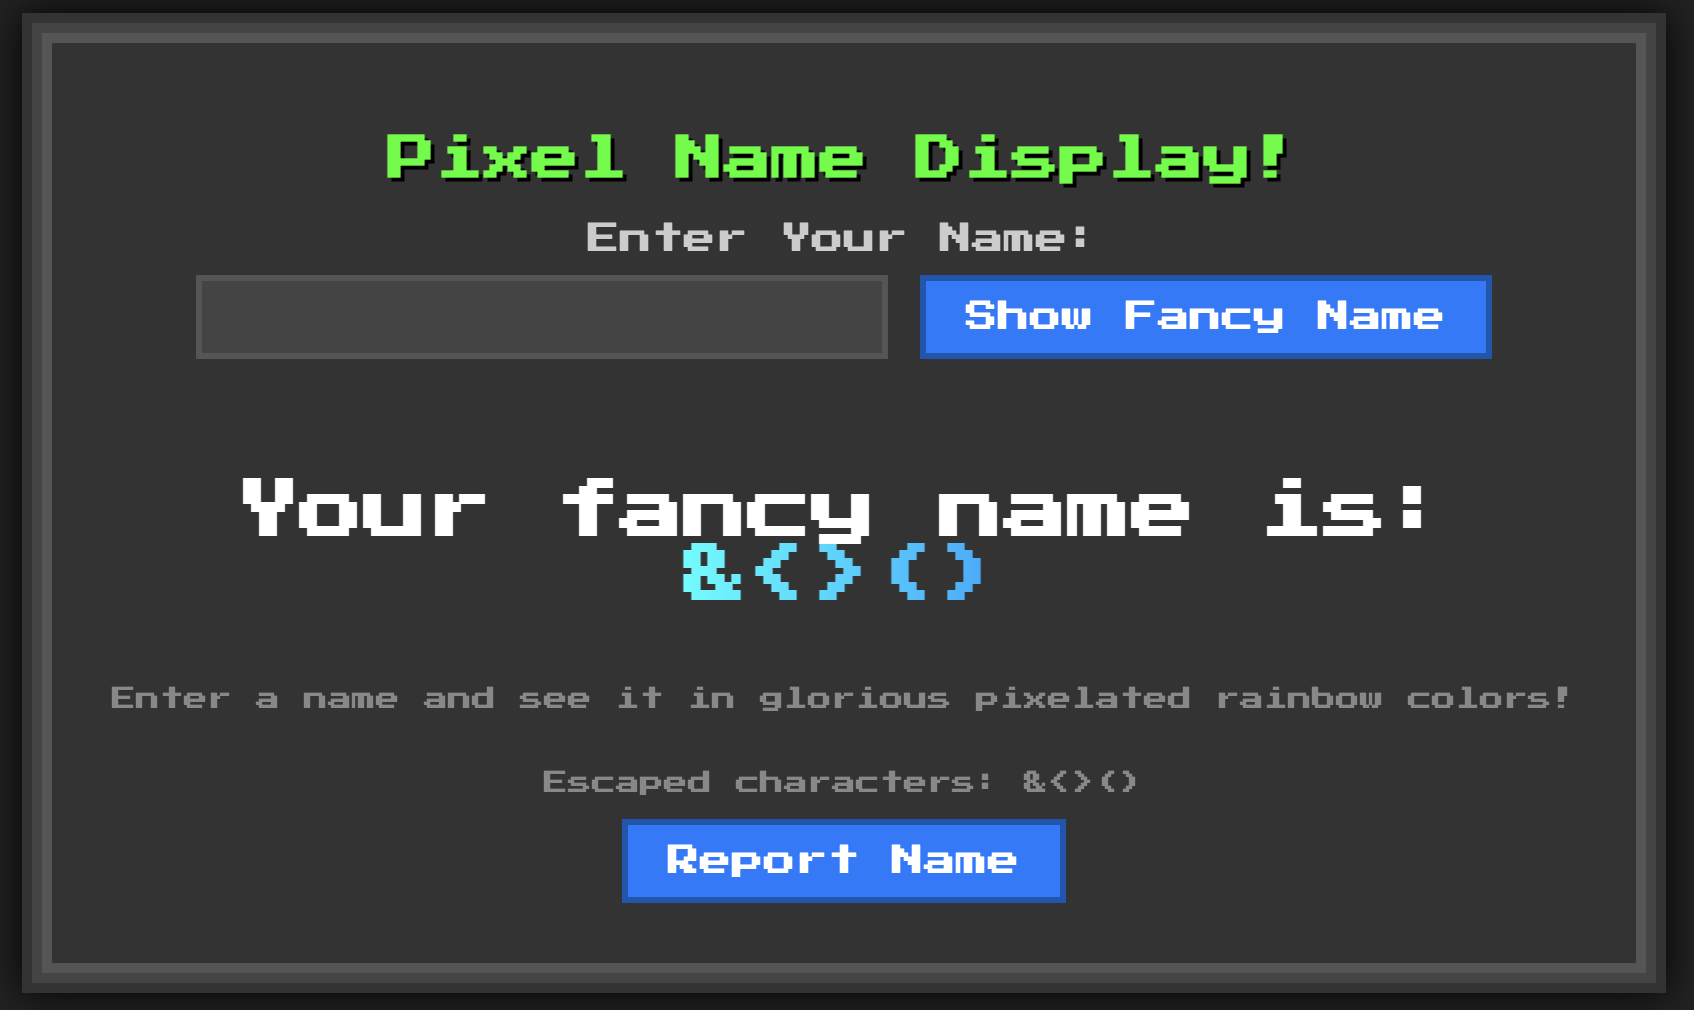 Pixel Name Display!
Enter Your Name:
Show Fancy Name
Your fancy name is:
&<>()
Enter a name and see it in glorious pixelated rainbow colors!
Escaped characters: &<>()
Report Name